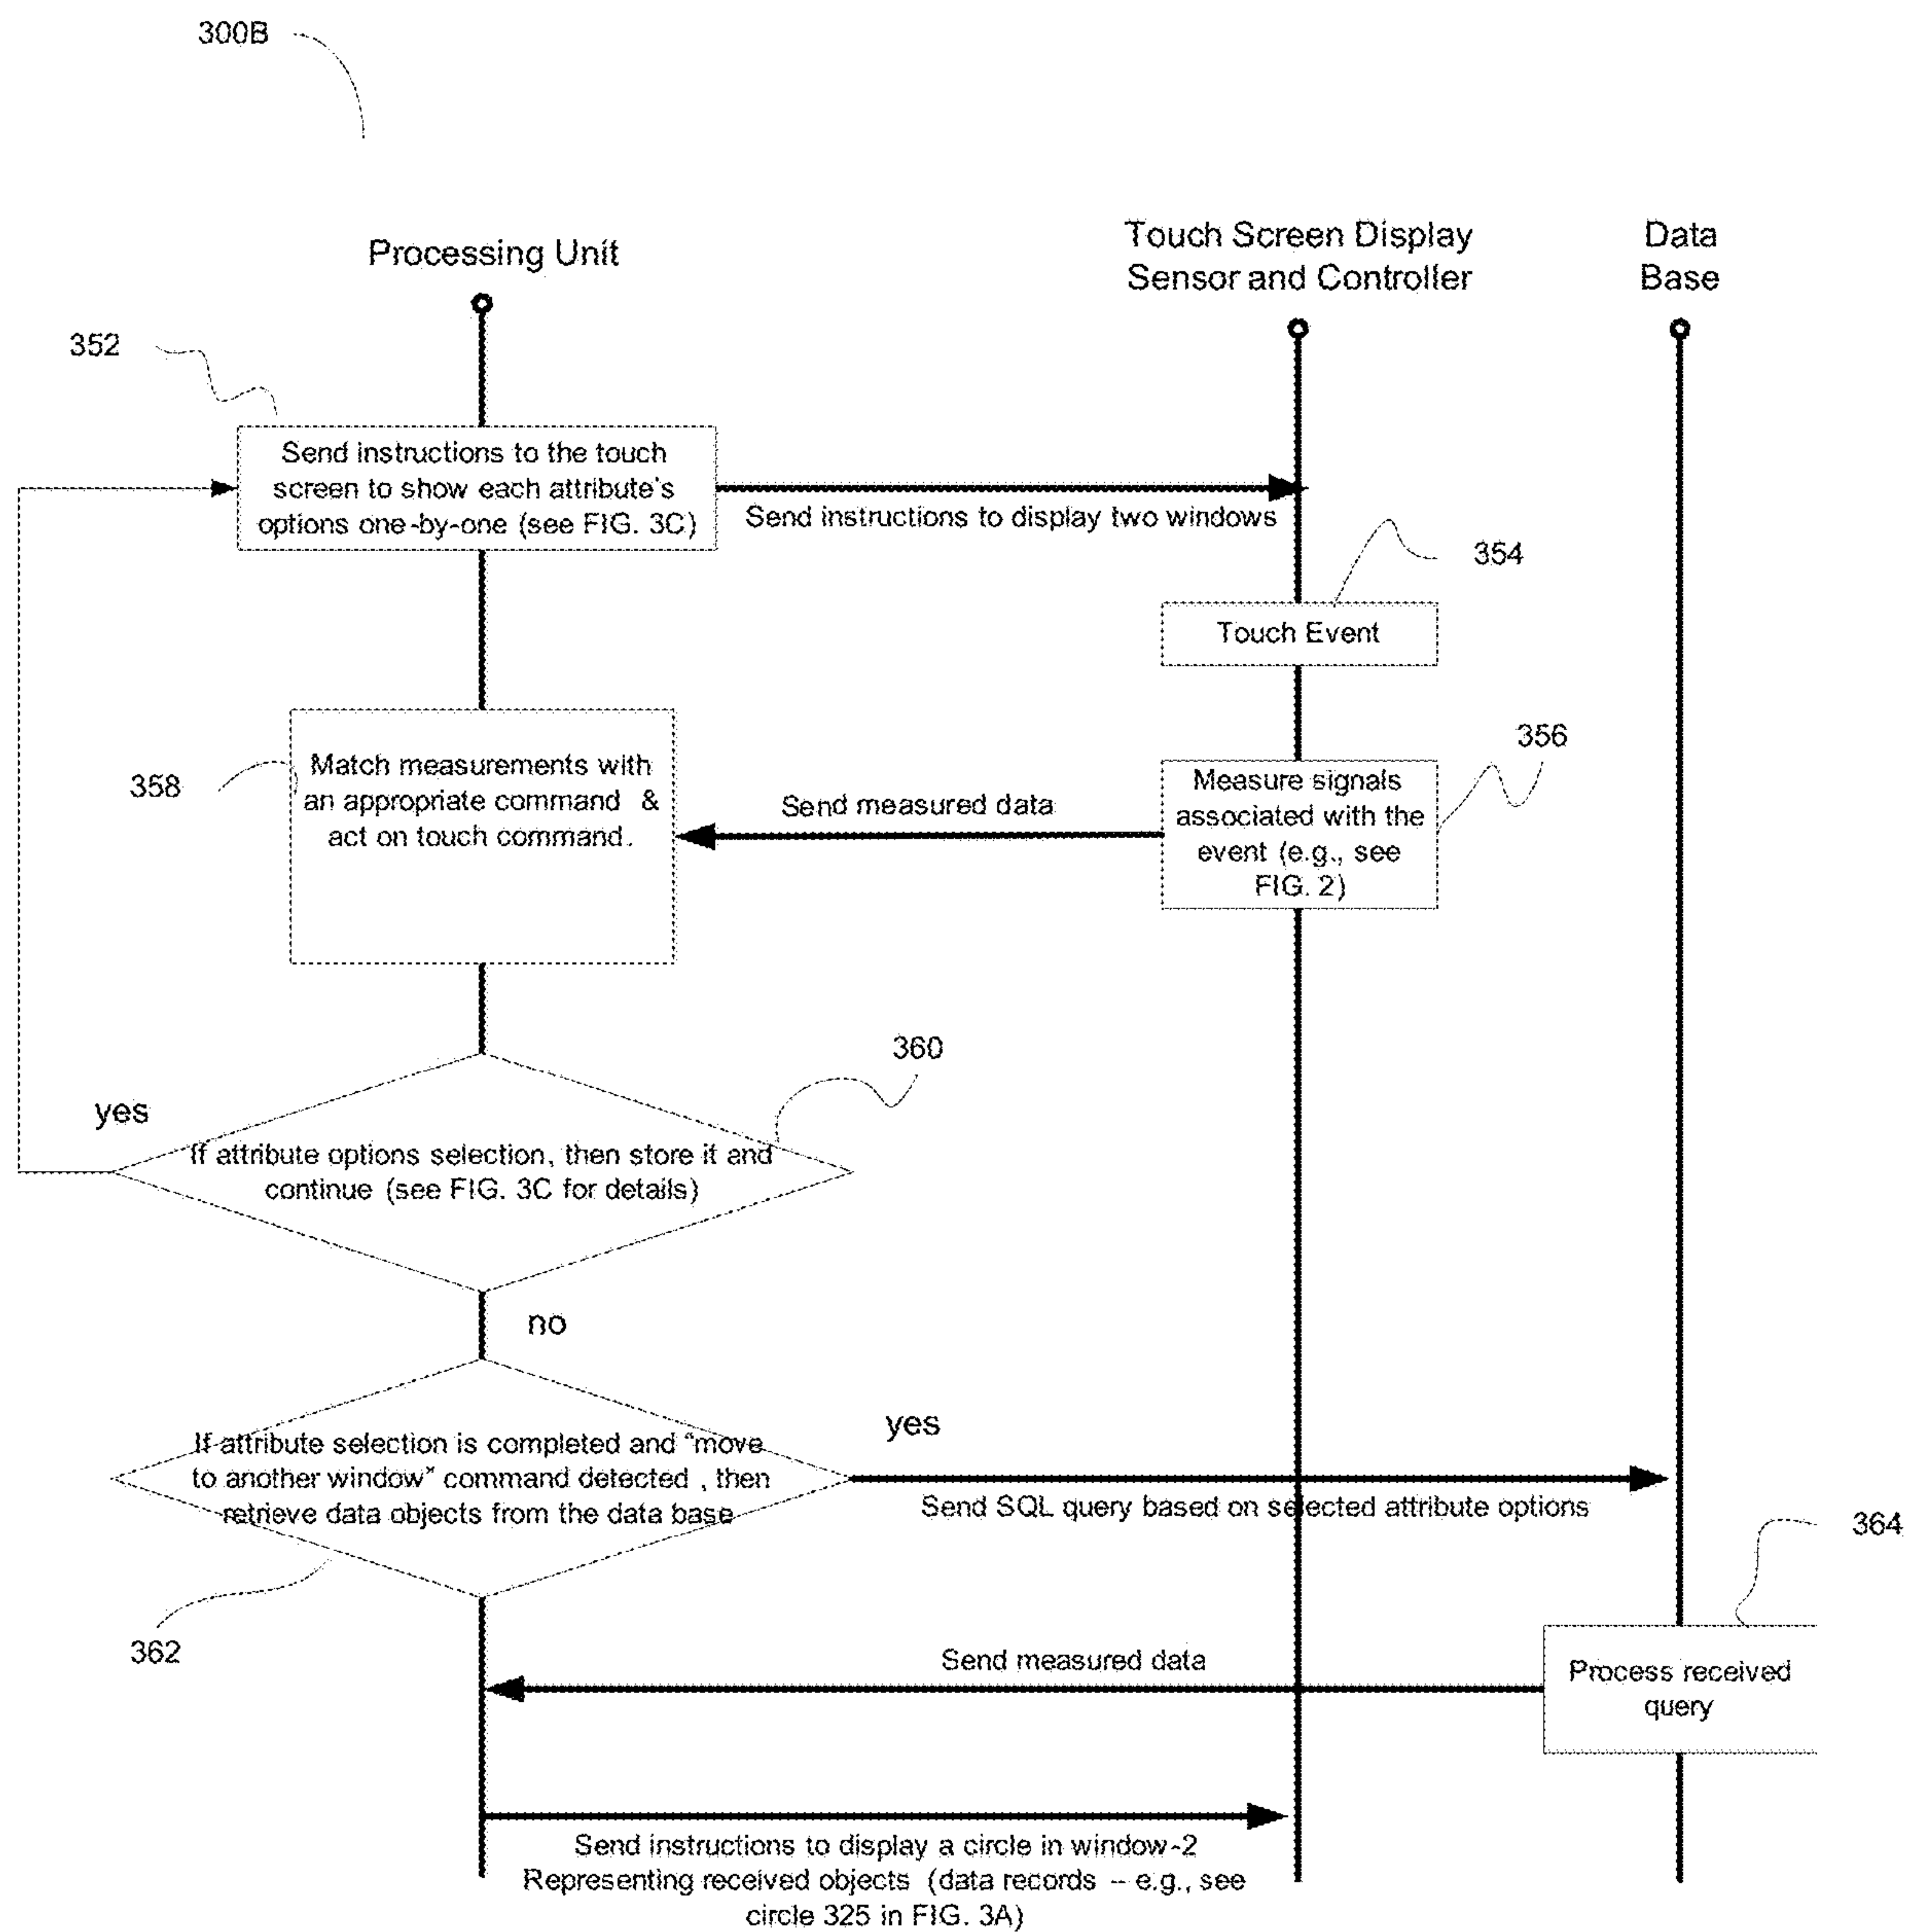 300B
Processing Unit
Touch Screen Display
Sensor and Controller
Data
Base
352
Send instructions to the touch
screen to show each attribute's
options one-by-one (see FIG. 3C)
Send instructions to display two windows
354
Touch Event
356
Measure signals
associated with the
event (e.g., see
FIG. 2)
Send measured data
358
Match measurements with
an appropriate command &
act on touch command.
360
yes
If attribute options selection, then store it and
continue (see FIG. 3C for details)
no
If attribute selection is completed and “move
to another window” command detected , then
retrieve data objects from the data base
yes
Send SQL query based on selected attribute options
362
364
Process received
query
Send measured data
Send instructions to display a circle in window-2
Representing received objects (data records – e.g., see
circle 325 in FIG. 3A)